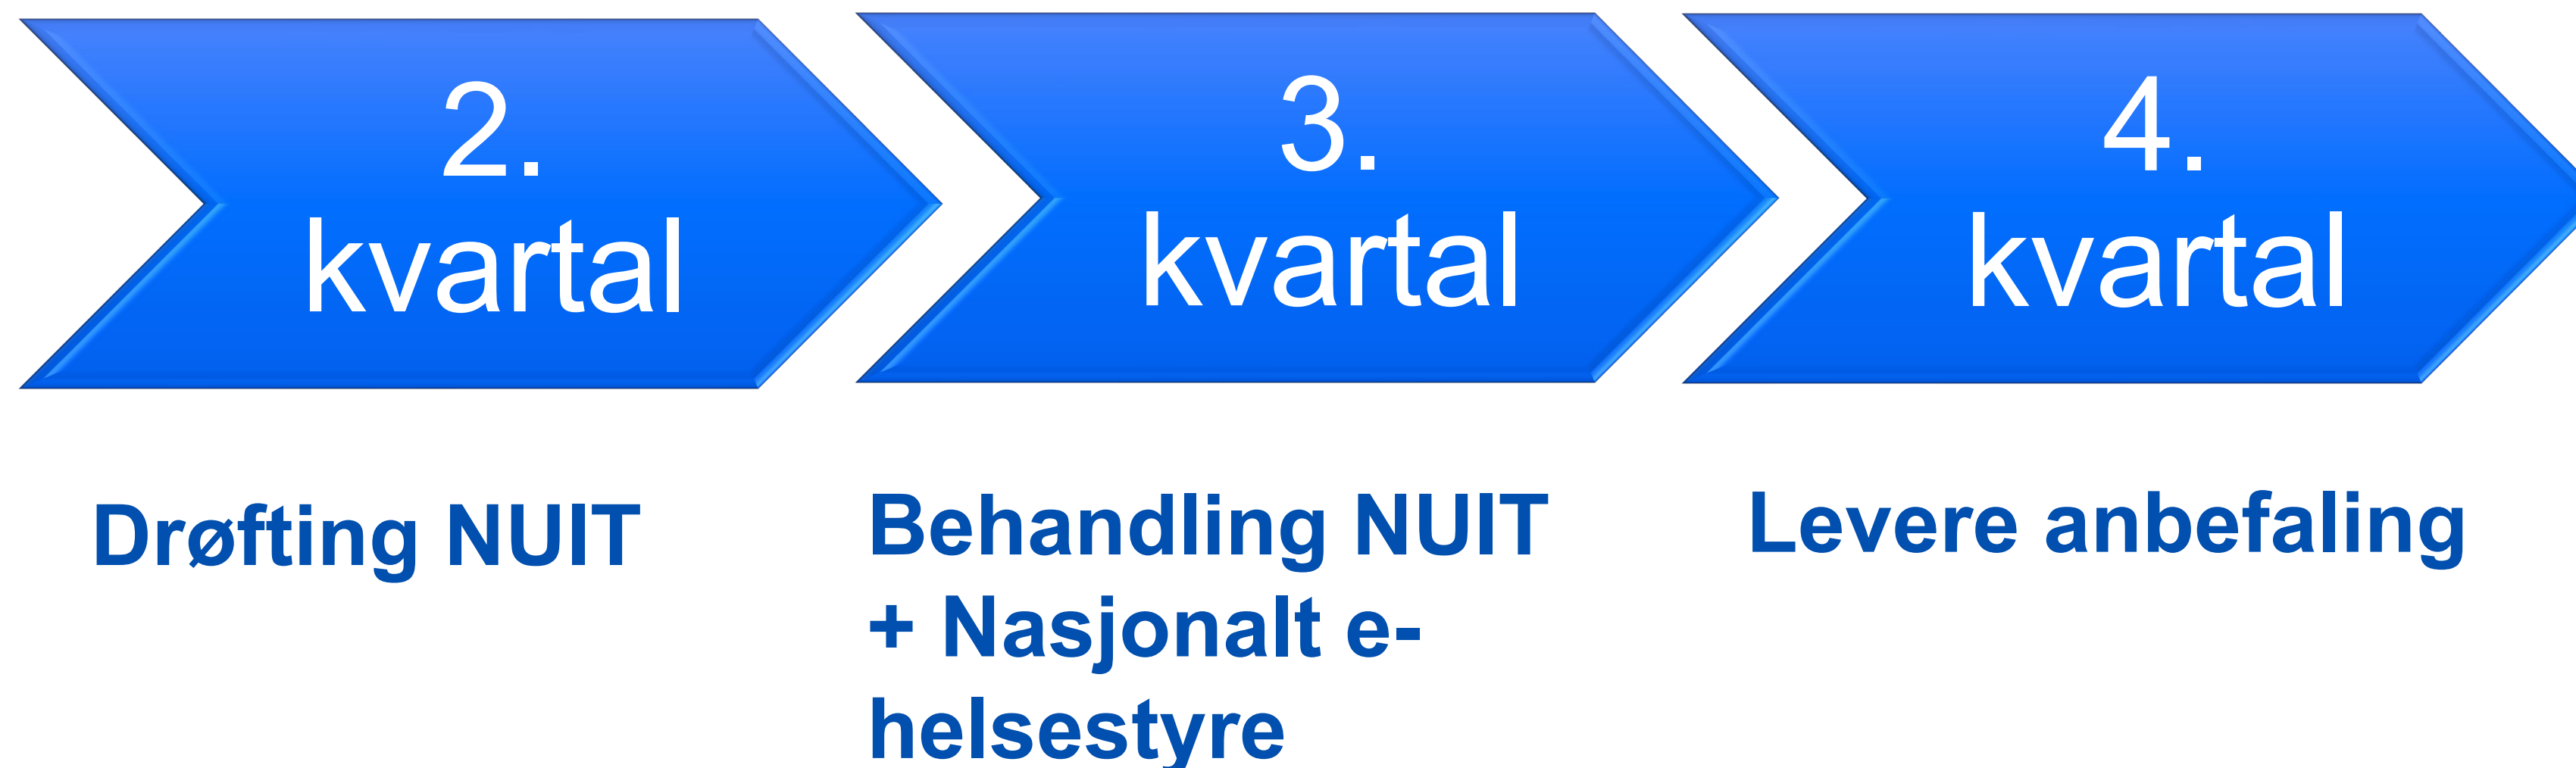 2.
kvartal
3.
kvartal
4.
kvartal
Drøfting NUIT
Behandling NUIT
+ Nasjonalt e-
helsestyre
Levere anbefaling